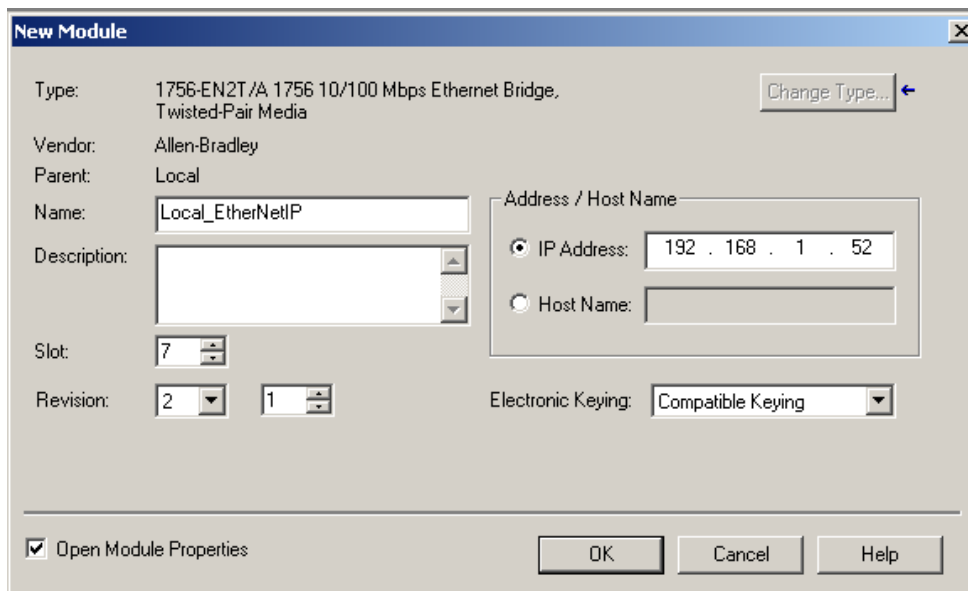 New Module
Type: 1756-EN2T/A 1756 10/100 Mbps Ethernet Bridge,
Twisted-Pair Media
Change Type...
Vendor: Allen-Bradley
Parent: Local
Name: Local_EtherNetIP
Description:
Address / Host Name
IP Address: 192 . 168 . 1 . 52
Host Name:
Slot: 7
Revision: 2 1
Electronic Keying: Compatible Keying
Open Module Properties
OK Cancel Help